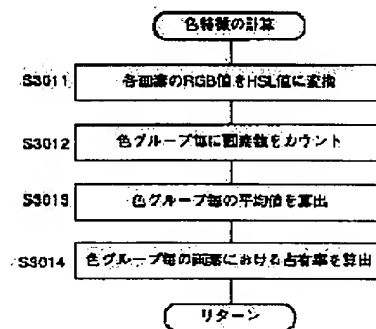 色特徴の計算
S3011
各画素のRGB値をHSL値に変換
S3012
色グループ毎に画素数をカウント
S3013
色グループ毎の平均値を算出
S3014
色グループ毎の画素における占有率を算出
リターン